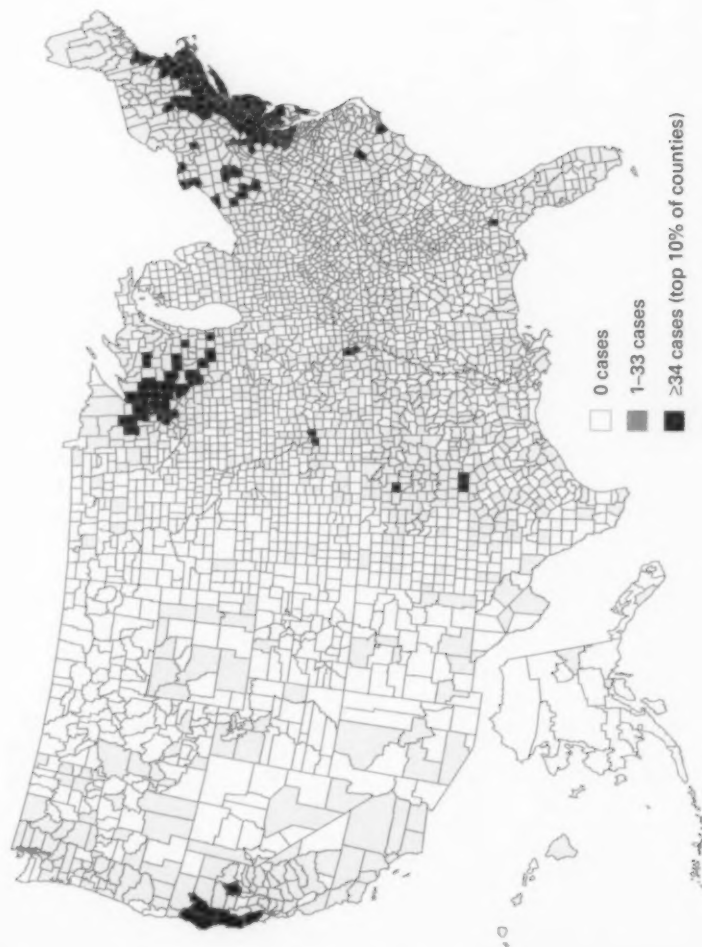 0 cases
1–33 cases
≥34 cases (top 10% of counties)